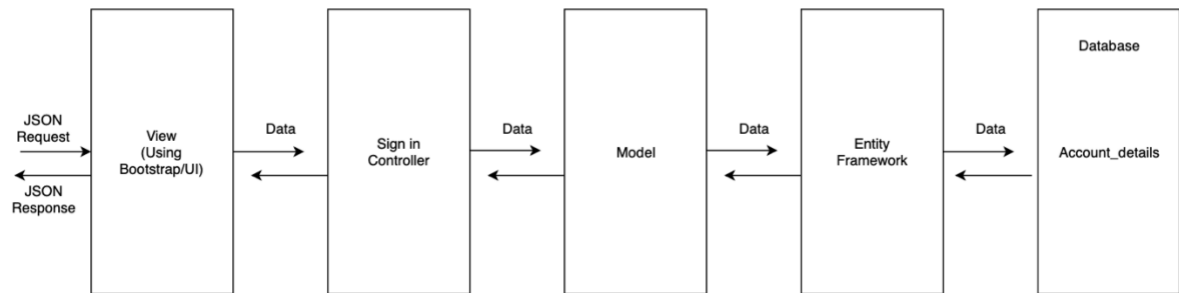 JSON
Request
JSON
Response
View
(Using
Bootstrap/UI)
Data
Sign in
Controller
Data
Model
Data
Entity
Framework
Data
Database
Account_details